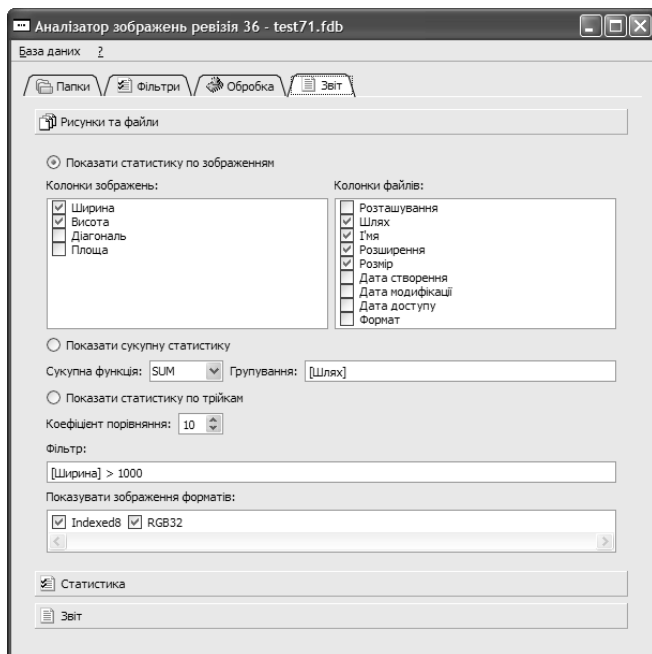 Аналізатор зображень ревізія 36 - test71.fdb
База даних ?
Папки Фільтри Обробка Звіт
Рисунки та файли
Показати статистику по зображенням
Колонки зображень: Колонки файлів:
Ширина
Висота
Діагональ
Площа
Розташування
Шлях
І'мя
Розширення
Розмір
Дата створення
Дата модифікації
Дата доступу
Формат
Показати сукупну статистику
Сукупна функція: SUM Групування: [Шлях]
Показати статистику по трійкам
Коефіцієнт порівняння: 10
Фільтр:
[Ширина] > 1000
Показувати зображення форматів:
Indexed8 RGB32
Статистика
Звіт